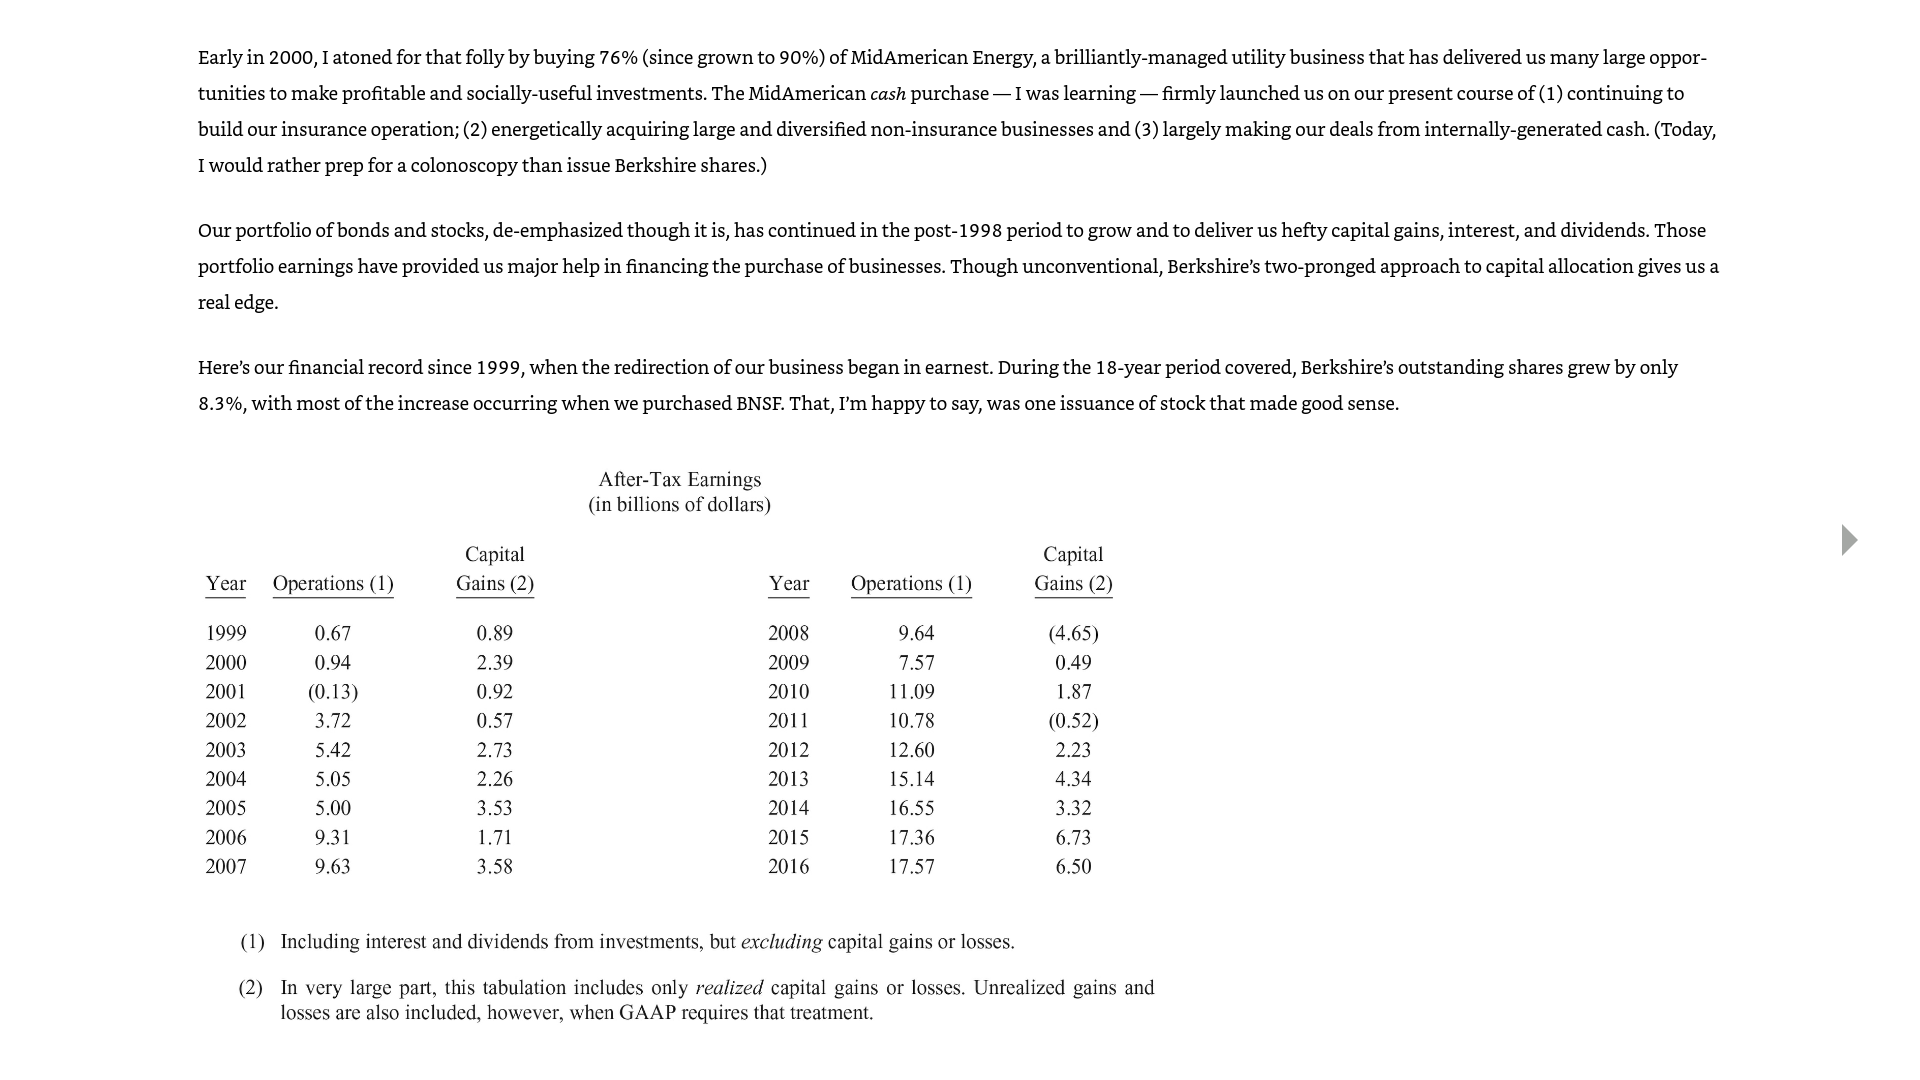 Early in 2000, I atoned for that folly by buying 76% (since grown to 90%) of MidAmerican Energy, a brilliantly-managed utility business that has delivered us many large oppor-
tunities to make profitable and socially-useful investments. The MidAmerican cash purchase — I was learning — firmly launched us on our present course of (1) continuing to
build our insurance operation; (2) energetically acquiring large and diversified non-insurance businesses and (3) largely making our deals from internally-generated cash. (Today,
I would rather prep for a colonoscopy than issue Berkshire shares.)
Our portfolio of bonds and stocks, de-emphasized though it is, has continued in the post-1998 period to grow and to deliver us hefty capital gains, interest, and dividends. Those
portfolio earnings have provided us major help in financing the purchase of businesses. Though unconventional, Berkshire’s two-pronged approach to capital allocation gives us a
real edge.
Here’s our financial record since 1999, when the redirection of our business began in earnest. During the 18-year period covered, Berkshire’s outstanding shares grew by only
8.3%, with most of the increase occurring when we purchased BNSF. That, I’m happy to say, was one issuance of stock that made good sense.
After-Tax Earnings
(in billions of dollars)
Capital Capital
Year Operations (1) Gains (2) Year Operations (1) Gains (2)
1999 0.67 0.89 2008 9.64 (4.65)
2000 0.94 2.39 2009 7.57 0.49
2001 (0.13) 0.92 2010 11.09 1.87
2002 3.72 0.57 2011 10.78 (0.52)
2003 5.42 2.73 2012 12.60 2.23
2004 5.05 2.26 2013 15.14 4.34
2005 5.00 3.53 2014 16.55 3.32
2006 9.31 1.71 2015 17.36 6.73
2007 9.63 3.58 2016 17.57 6.50
(1) Including interest and dividends from investments, but excluding capital gains or losses.
(2) In very large part, this tabulation includes only realized capital gains or losses. Unrealized gains and
losses are also included, however, when GAAP requires that treatment.